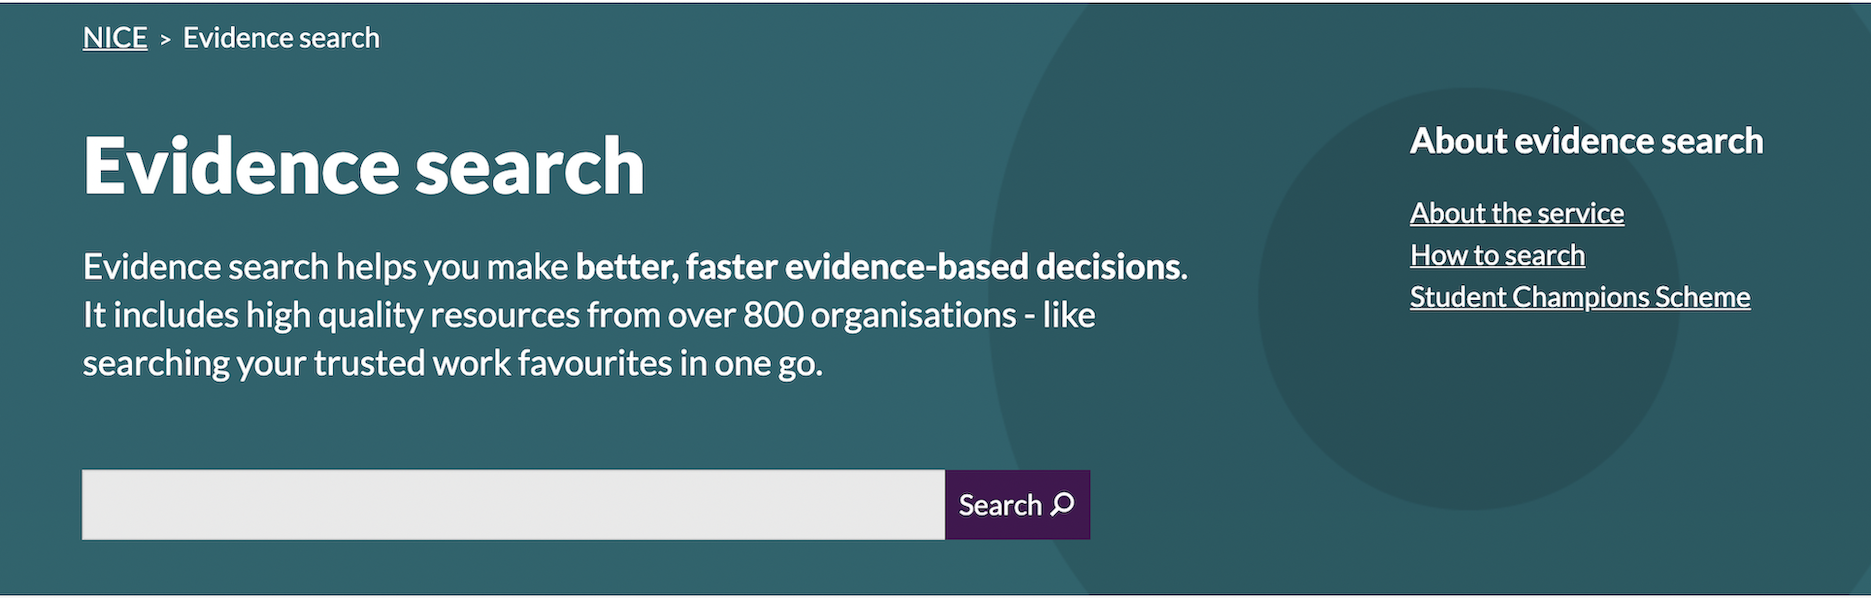 NICE > Evidence search
Evidence search
Evidence search helps you make better, faster evidence-based decisions.
It includes high quality resources from over 800 organisations - like
searching your trusted work favourites in one go.
Search
About evidence search
About the service
How to search
Student Champions Scheme